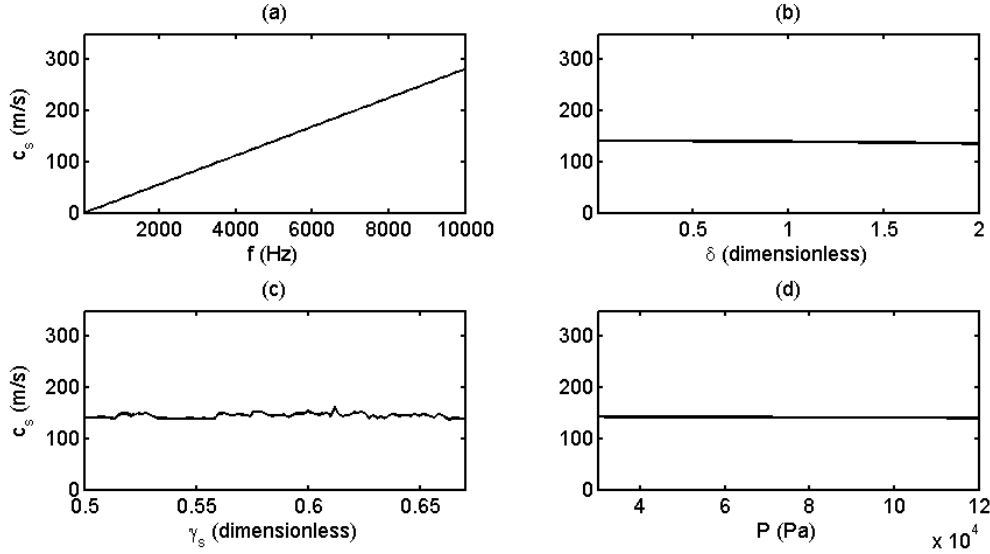 (a)
300
200
100
0
c_s (m/s)
2000 4000 6000 8000 10000
f (Hz)
(b)
300
200
100
0
0.5 1 1.5 2
δ (dimensionless)
(c)
300
200
100
0
c_s (m/s)
0.5 0.55 0.6 0.65
γ_s (dimensionless)
(d)
300
200
100
0
4 6 8 10 12
P (Pa)
x 10^4